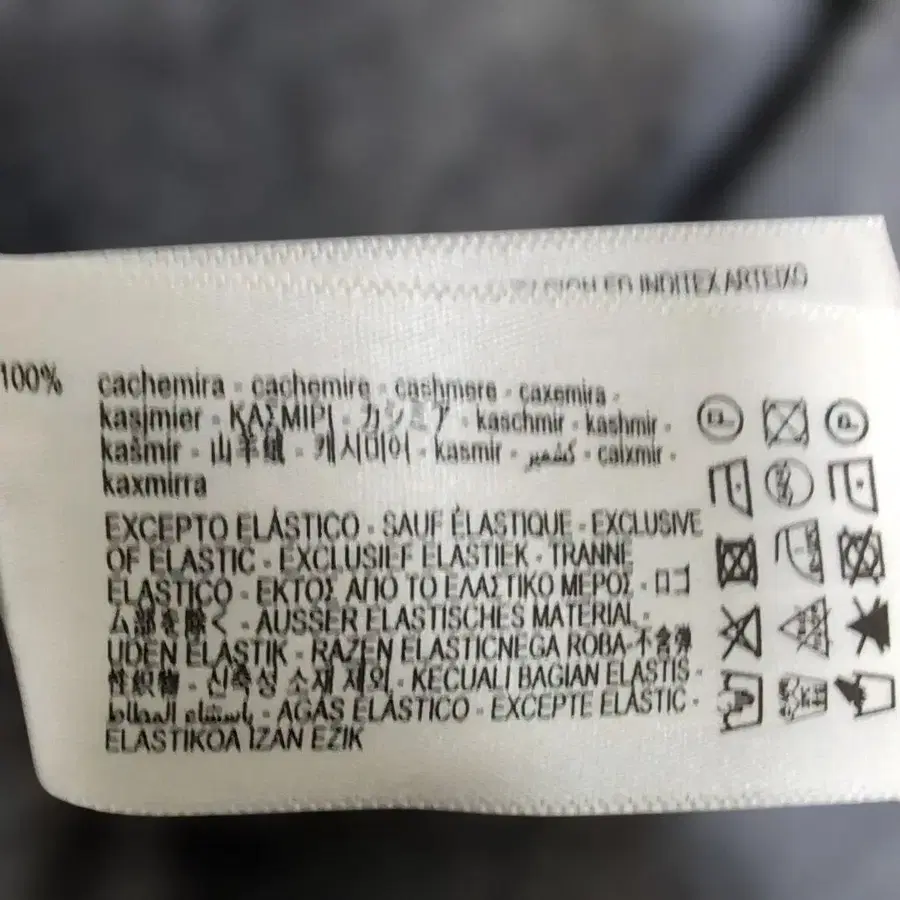 INDITEX ARTEIXO
100% cachemira - cachemire - cashmere - caxemira -
kasjmier - ΚΑΣΜΙΡΙ - カシミア - kaschmir - kashmir -
kašmir - 山羊绒 - 캐시미어 - kasmir - كشمير - caixmir -
kaxmirra
EXCEPTO ELÁSTICO - SAUF ÉLASTIQUE - EXCLUSIVE
OF ELASTIC - EXCLUSIEF ELASTIEK - TRANNE
ELASTICO - ΕΚΤΟΣ ΑΠΟ ΤΟ ΕΛΑΣΤΙΚΟ ΜΕΡΟΣ - ロゴ
ム部を除く - AUSSER ELASTISCHES MATERIAL -
UDEN ELASTIK - RAZEN ELASTICNEGA ROBA-不含弹
性织物 - 신축성 소재 제외 - KECUALI BAGIAN ELASTIS -
باستثناء المطاط - AGÁS ELÁSTICO - EXCEPTE ELÀSTIC -
ELASTIKOA IZAN EZIK